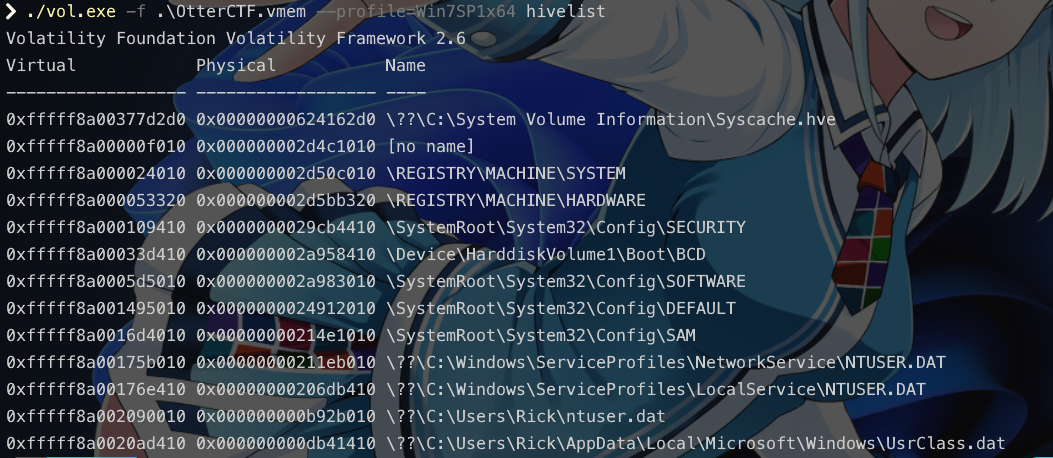 ❯ ./vol.exe -f .\OtterCTF.vmem --profile=Win7SP1x64 hivelist
Volatility Foundation Volatility Framework 2.6
Virtual            Physical           Name
------------------ ------------------ ----
0xfffff8a00377d2d0 0x00000000624162d0 \??\C:\System Volume Information\Syscache.hve
0xfffff8a00000f010 0x000000002d4c1010 [no name]
0xfffff8a000024010 0x000000002d50c010 \REGISTRY\MACHINE\SYSTEM
0xfffff8a000053320 0x000000002d5bb320 \REGISTRY\MACHINE\HARDWARE
0xfffff8a000109410 0x0000000029cb4410 \SystemRoot\System32\Config\SECURITY
0xfffff8a00033d410 0x000000002a958410 \Device\HarddiskVolume1\Boot\BCD
0xfffff8a0005d5010 0x000000002a983010 \SystemRoot\System32\Config\SOFTWARE
0xfffff8a001495010 0x0000000024912010 \SystemRoot\System32\Config\DEFAULT
0xfffff8a0016d4010 0x00000000214e1010 \SystemRoot\System32\Config\SAM
0xfffff8a00175b010 0x00000000211eb010 \??\C:\Windows\ServiceProfiles\NetworkService\NTUSER.DAT
0xfffff8a00176e410 0x00000000206db410 \??\C:\Windows\ServiceProfiles\LocalService\NTUSER.DAT
0xfffff8a002090010 0x000000000b92b010 \??\C:\Users\Rick\ntuser.dat
0xfffff8a0020ad410 0x000000000db41410 \??\C:\Users\Rick\AppData\Local\Microsoft\Windows\UsrClass.dat